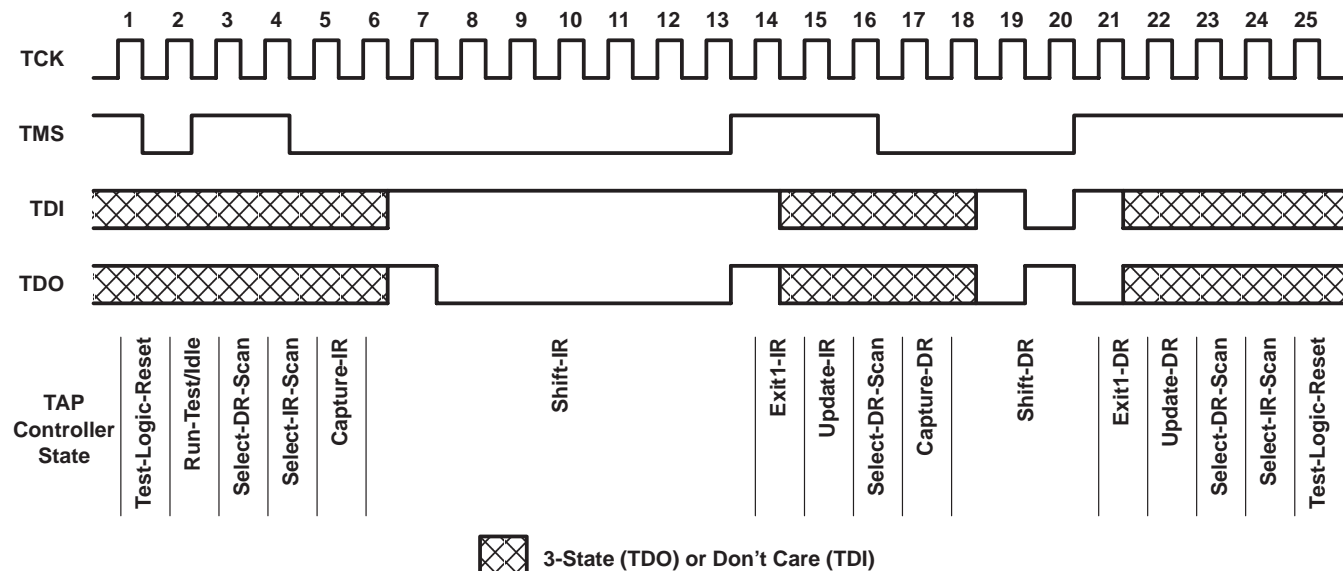 1 2 3 4 5 6 7 8 9 10 11 12 13 14 15 16 17 18 19 20 21 22 23 24 25
TCK
TMS
TDI
TDO
TAP
Controller
State
Test-Logic-Reset
Run-Test/Idle
Select-DR-Scan
Select-IR-Scan
Capture-IR
Shift-IR
Exit1-IR
Update-IR
Select-DR-Scan
Capture-DR
Shift-DR
Exit1-DR
Update-DR
Select-DR-Scan
Select-IR-Scan
Test-Logic-Reset
3-State (TDO) or Don’t Care (TDI)